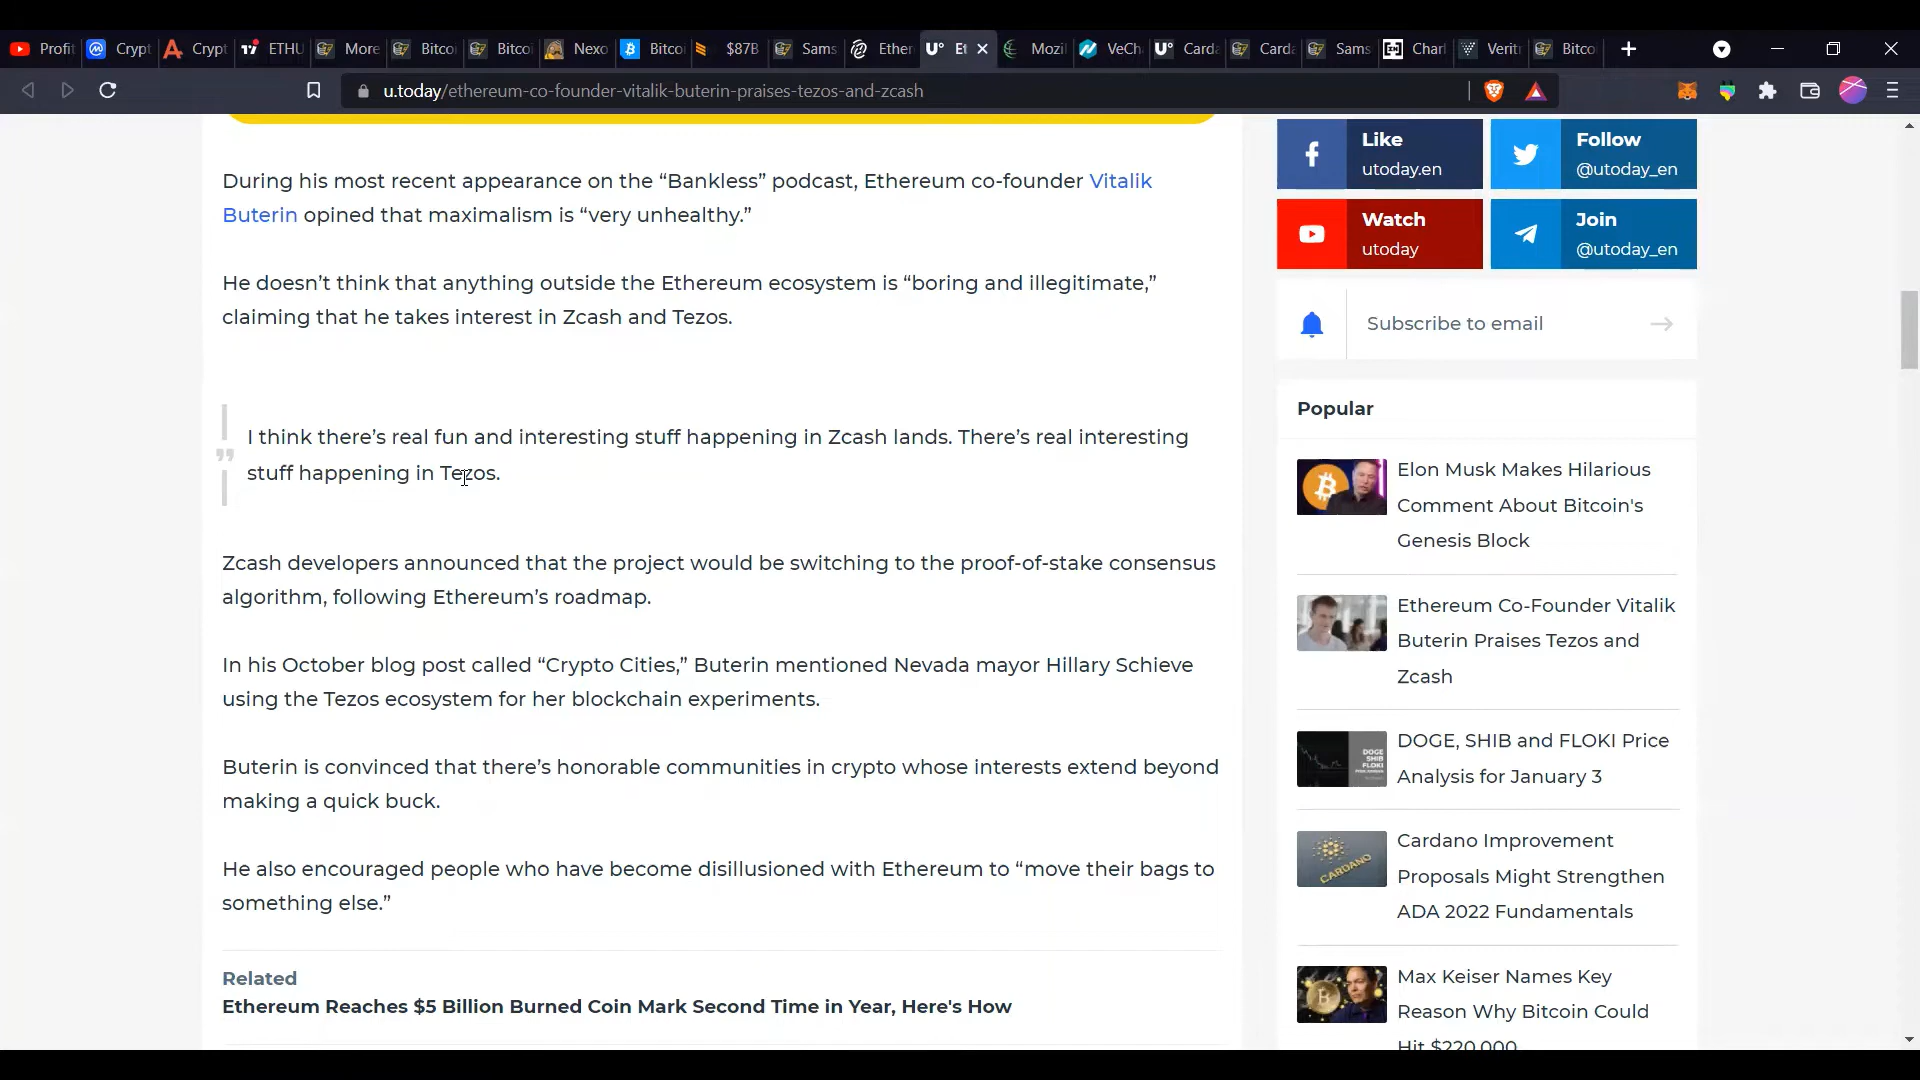 Profit
Crypt
Crypt
ETHU
More
Bitco
Bitco
Nexo
Bitco
$87B
Sams
Ether
U° Et
Mozil
VeCh
U° Carda
Carda
Sams
Charl
Verit
Bitco
u.today/ethereum-co-founder-vitalik-buterin-praises-tezos-and-zcash
During his most recent appearance on the “Bankless” podcast, Ethereum co-founder Vitalik
Buterin opined that maximalism is “very unhealthy.”
He doesn’t think that anything outside the Ethereum ecosystem is “boring and illegitimate,”
claiming that he takes interest in Zcash and Tezos.
I think there’s real fun and interesting stuff happening in Zcash lands. There’s real interesting
stuff happening in Tezos.
Zcash developers announced that the project would be switching to the proof-of-stake consensus
algorithm, following Ethereum’s roadmap.
In his October blog post called “Crypto Cities,” Buterin mentioned Nevada mayor Hillary Schieve
using the Tezos ecosystem for her blockchain experiments.
Buterin is convinced that there’s honorable communities in crypto whose interests extend beyond
making a quick buck.
He also encouraged people who have become disillusioned with Ethereum to “move their bags to
something else.”
Related
Ethereum Reaches $5 Billion Burned Coin Mark Second Time in Year, Here's How
Like
utoday.en
Follow
@utoday_en
Watch
utoday
Join
@utoday_en
Subscribe to email
Popular
Elon Musk Makes Hilarious
Comment About Bitcoin's
Genesis Block
Ethereum Co-Founder Vitalik
Buterin Praises Tezos and
Zcash
DOGE
SHIB
FLOKI
DOGE, SHIB and FLOKI Price
Analysis for January 3
CARDANO
Cardano Improvement
Proposals Might Strengthen
ADA 2022 Fundamentals
Max Keiser Names Key
Reason Why Bitcoin Could
Hit $220,000